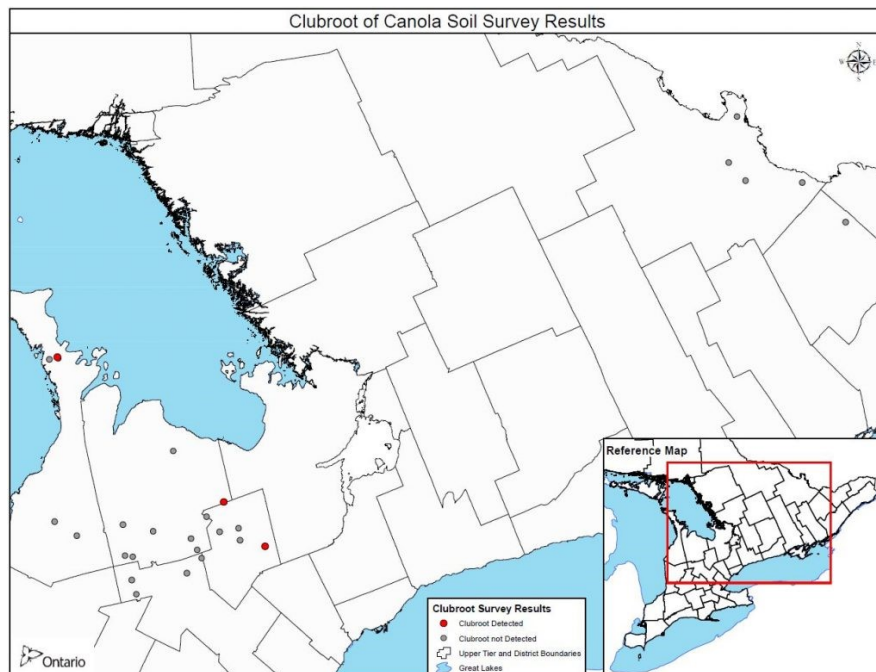 Clubroot of Canola Soil Survey Results
N
W E
S
Reference Map
Clubroot Survey Results
Clubroot Detected
Clubroot not Detected
Upper Tier and District Boundaries
Great Lakes
Ontario